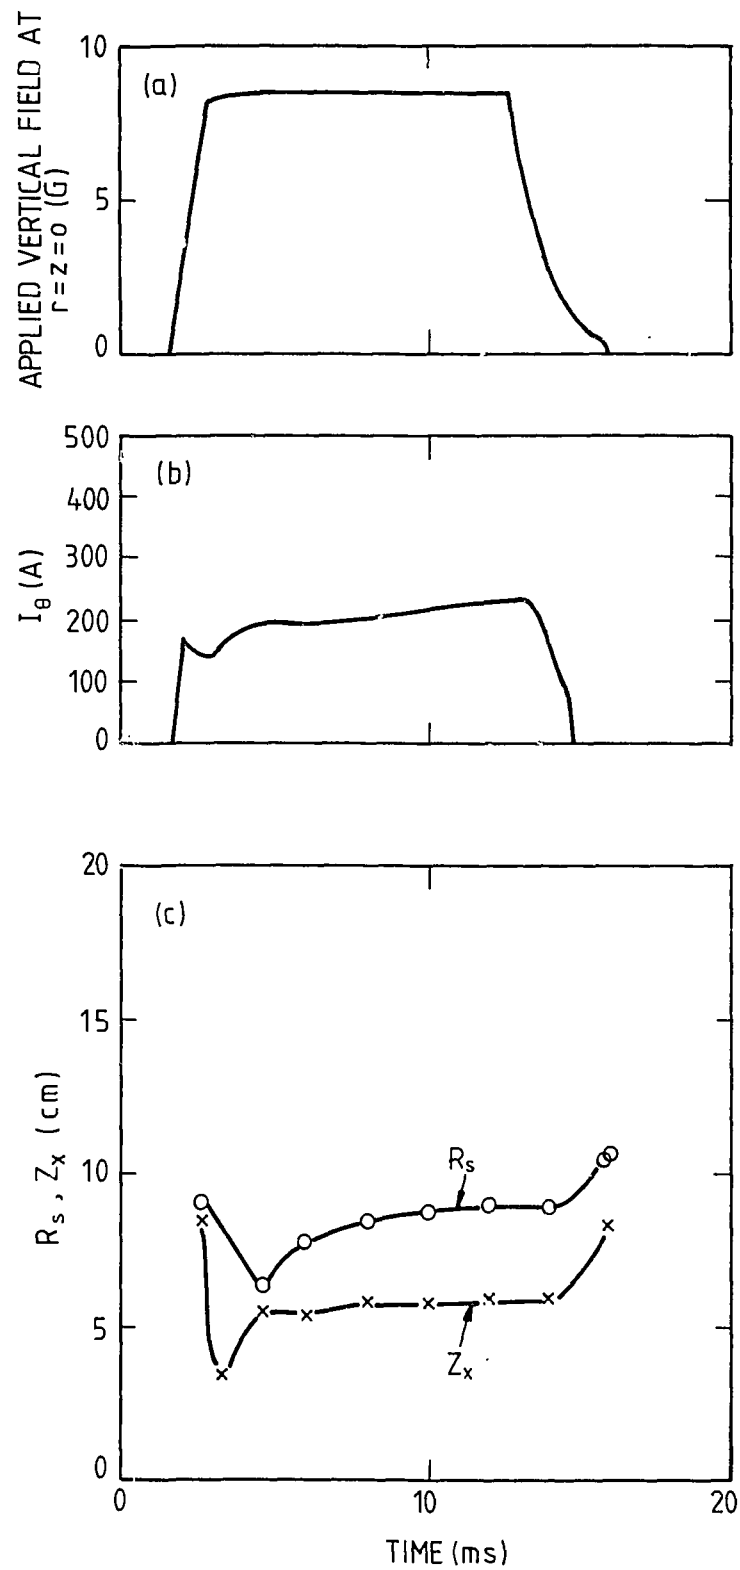 APPLIED VERTICAL FIELD AT
r=z=o (G)
10
(a)
5
0
I_θ (A)
500
(b)
400
300
200
100
0
R_s, Z_x (cm)
20
(c)
15
10
R_s
5
Z_x
0
0
10
20
TIME (ms)